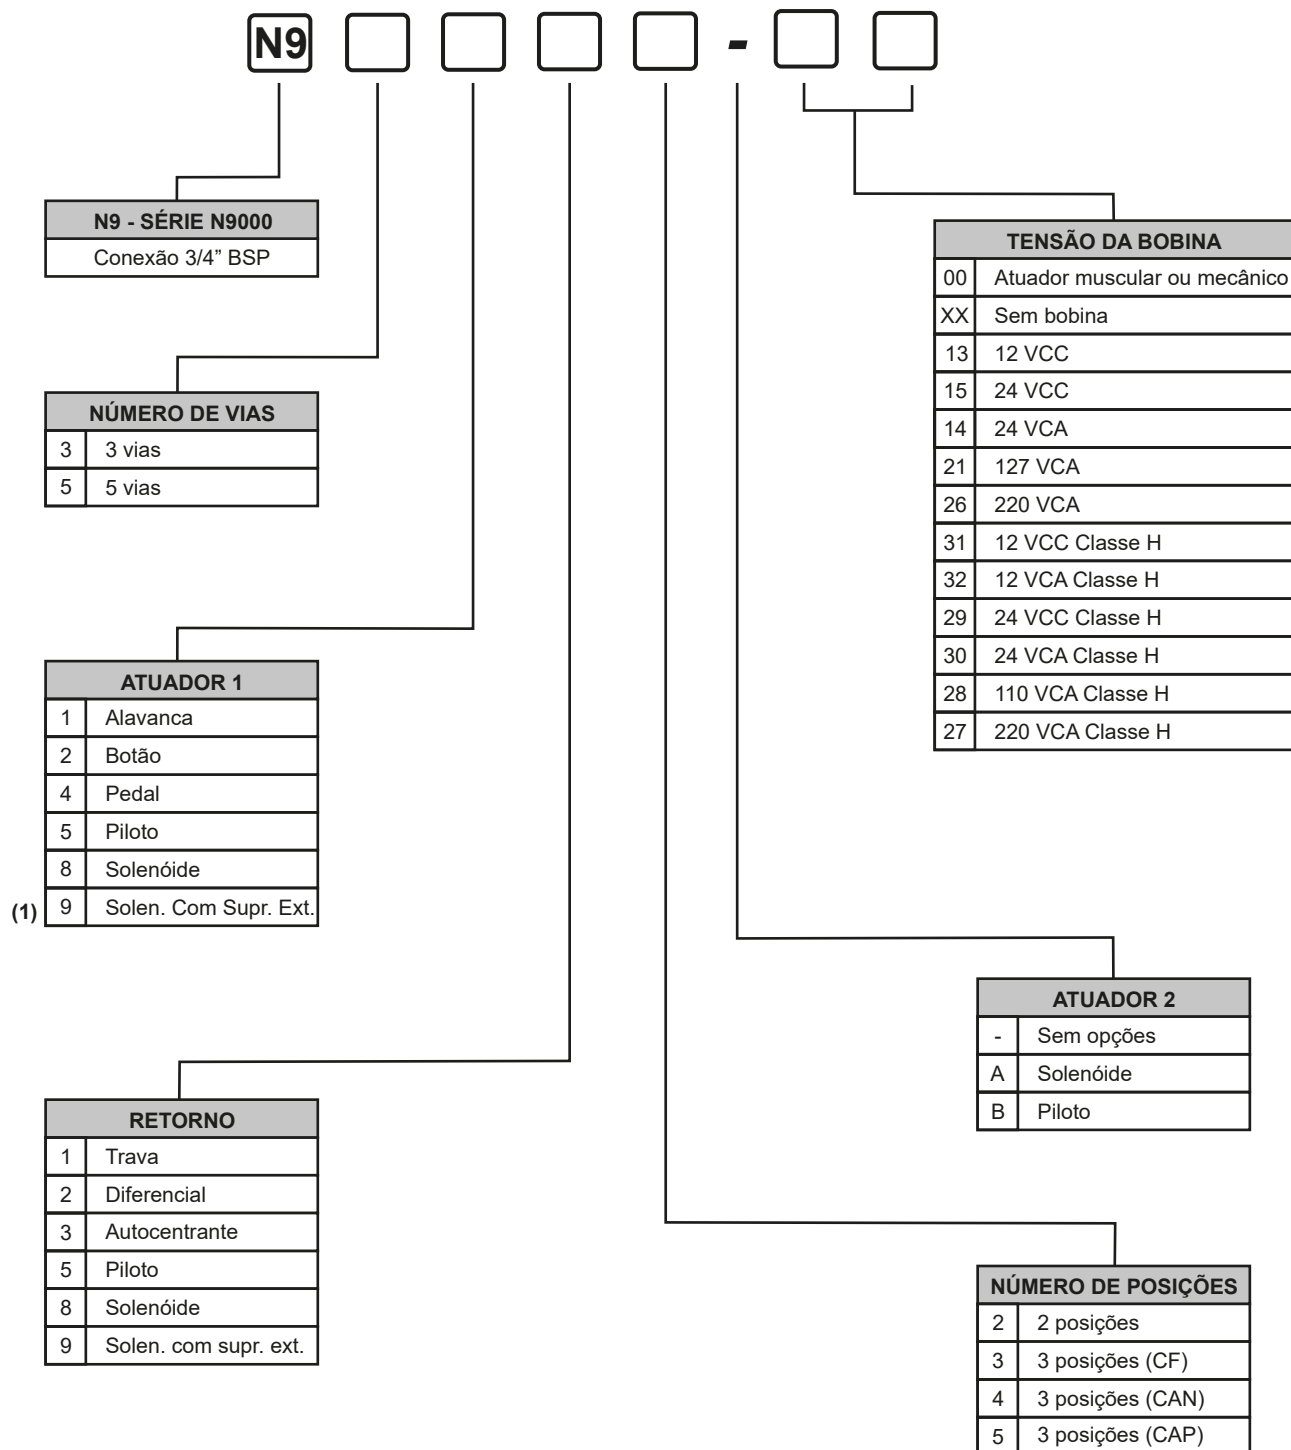 N9 -
N9 - SÉRIE N9000
Conexão 3/4” BSP
NÚMERO DE VIAS
3 3 vias
5 5 vias
ATUADOR 1
1 Alavanca
2 Botão
4 Pedal
5 Piloto
8 Solenóide
(1) 9 Solen. Com Supr. Ext.
RETORNO
1 Trava
2 Diferencial
3 Autocentrante
5 Piloto
8 Solenóide
9 Solen. com supr. ext.
TENSÃO DA BOBINA
00 Atuador muscular ou mecânico
XX Sem bobina
13 12 VCC
15 24 VCC
14 24 VCA
21 127 VCA
26 220 VCA
31 12 VCC Classe H
32 12 VCA Classe H
29 24 VCC Classe H
30 24 VCA Classe H
28 110 VCA Classe H
27 220 VCA Classe H
ATUADOR 2
- Sem opções
A Solenóide
B Piloto
NÚMERO DE POSIÇÕES
2 2 posições
3 3 posições (CF)
4 3 posições (CAN)
5 3 posições (CAP)